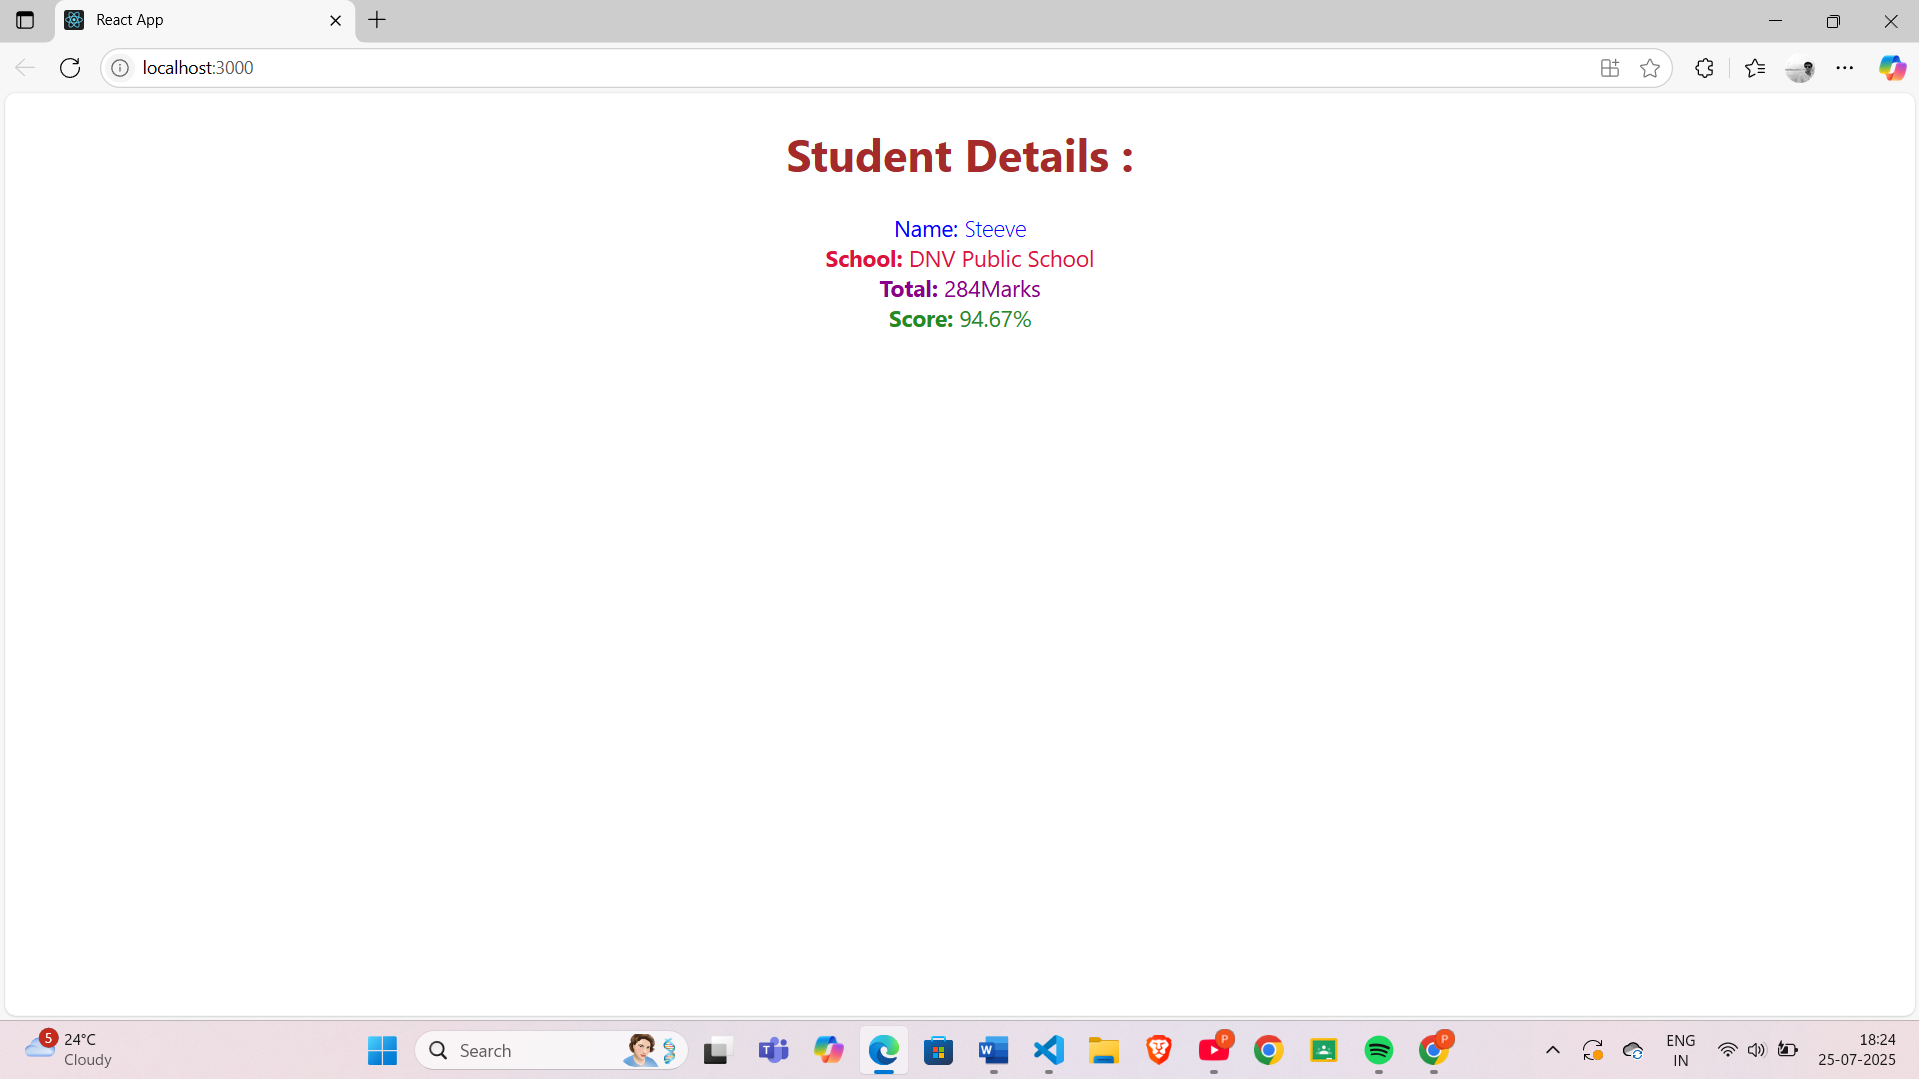 React App
localhost:3000
Student Details :
Name: Steeve
School: DNV Public School
Total: 284Marks
Score: 94.67%
5
24°C
Cloudy
Search
T
W
P
P
ENG
IN
18:24
25-07-2025